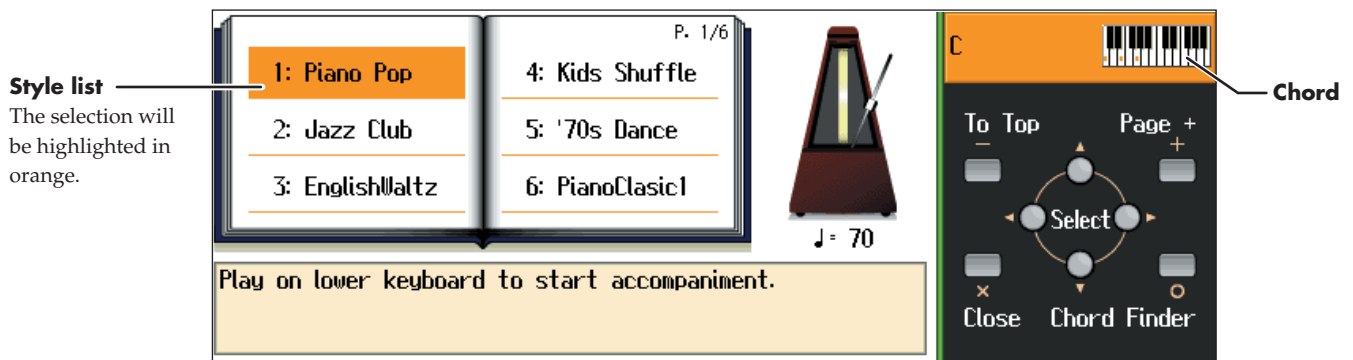 Style list
The selection will
be highlighted in
orange.
P. 1/6
1: Piano Pop
2: Jazz Club
3: EnglishWaltz
4: Kids Shuffle
5: '70s Dance
6: PianoClasic1
♩= 70
Play on lower keyboard to start accompaniment.
C
Chord
To Top Page +
− +
Select
× ○
Close Chord Finder